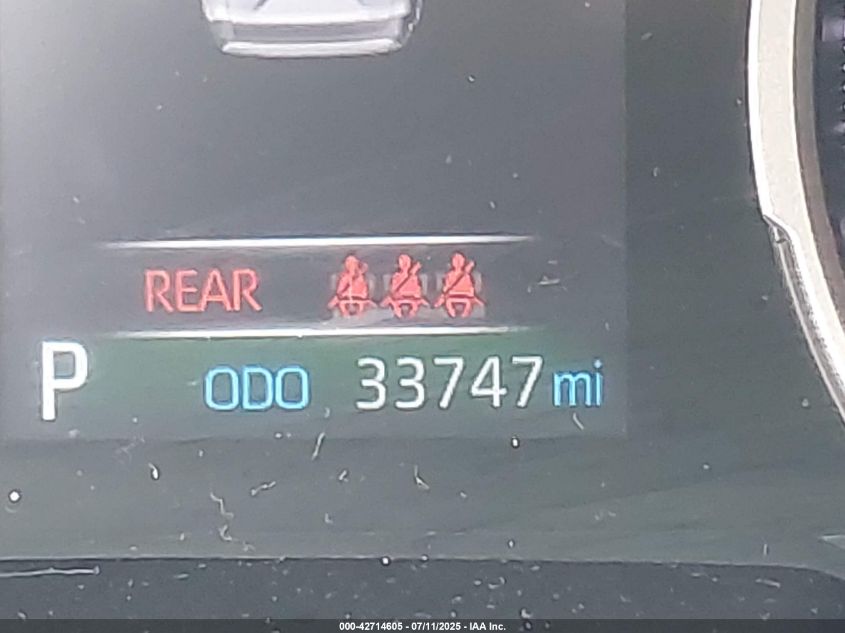 REAR
P ODO 33747 mi
000-42714605 - 07/11/2025 - IAA Inc.